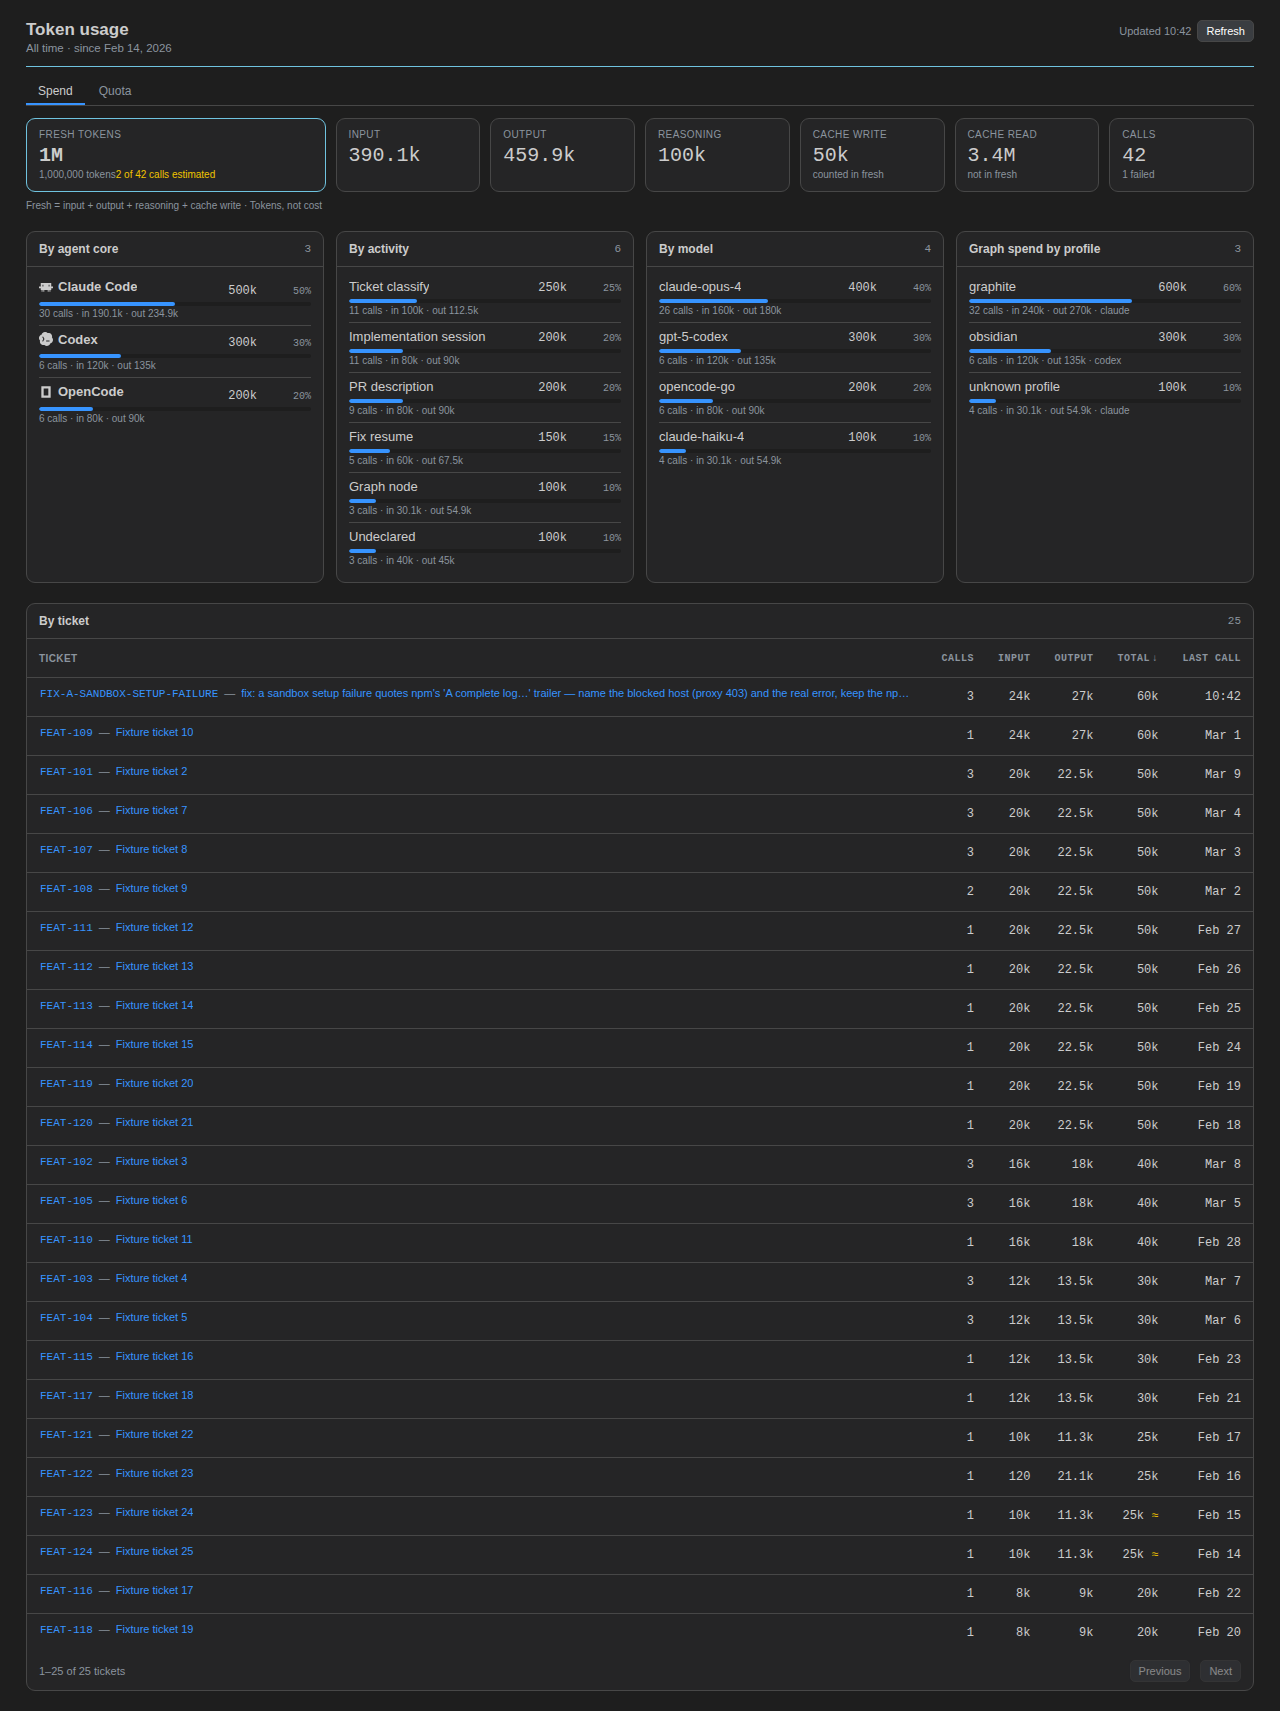 Token usage
All time · since Feb 14, 2026
Updated 10:42 Refresh
Spend Quota
FRESH TOKENS
1M
1,000,000 tokens2 of 42 calls estimated
INPUT
390.1k
OUTPUT
459.9k
REASONING
100k
CACHE WRITE
50k
counted in fresh
CACHE READ
3.4M
not in fresh
CALLS
42
1 failed
Fresh = input + output + reasoning + cache write · Tokens, not cost
By agent core 3
Claude Code 500k 50%
30 calls · in 190.1k · out 234.9k
Codex 300k 30%
6 calls · in 120k · out 135k
OpenCode 200k 20%
6 calls · in 80k · out 90k
By activity 6
Ticket classify 250k 25%
11 calls · in 100k · out 112.5k
Implementation session 200k 20%
11 calls · in 80k · out 90k
PR description 200k 20%
9 calls · in 80k · out 90k
Fix resume 150k 15%
5 calls · in 60k · out 67.5k
Graph node 100k 10%
3 calls · in 30.1k · out 54.9k
Undeclared 100k 10%
3 calls · in 40k · out 45k
By model 4
claude-opus-4 400k 40%
26 calls · in 160k · out 180k
gpt-5-codex 300k 30%
6 calls · in 120k · out 135k
opencode-go 200k 20%
6 calls · in 80k · out 90k
claude-haiku-4 100k 10%
4 calls · in 30.1k · out 54.9k
Graph spend by profile 3
graphite 600k 60%
32 calls · in 240k · out 270k · claude
obsidian 300k 30%
6 calls · in 120k · out 135k · codex
unknown profile 100k 10%
4 calls · in 30.1k · out 54.9k · claude
By ticket 25
TICKET CALLS INPUT OUTPUT TOTAL ↓ LAST CALL
FIX-A-SANDBOX-SETUP-FAILURE — fix: a sandbox setup failure quotes npm's 'A complete log…' trailer — name the blocked host (proxy 403) and the real error, keep the np… 3 24k 27k 60k 10:42
FEAT-109 — Fixture ticket 10 1 24k 27k 60k Mar 1
FEAT-101 — Fixture ticket 2 3 20k 22.5k 50k Mar 9
FEAT-106 — Fixture ticket 7 3 20k 22.5k 50k Mar 4
FEAT-107 — Fixture ticket 8 3 20k 22.5k 50k Mar 3
FEAT-108 — Fixture ticket 9 2 20k 22.5k 50k Mar 2
FEAT-111 — Fixture ticket 12 1 20k 22.5k 50k Feb 27
FEAT-112 — Fixture ticket 13 1 20k 22.5k 50k Feb 26
FEAT-113 — Fixture ticket 14 1 20k 22.5k 50k Feb 25
FEAT-114 — Fixture ticket 15 1 20k 22.5k 50k Feb 24
FEAT-119 — Fixture ticket 20 1 20k 22.5k 50k Feb 19
FEAT-120 — Fixture ticket 21 1 20k 22.5k 50k Feb 18
FEAT-102 — Fixture ticket 3 3 16k 18k 40k Mar 8
FEAT-105 — Fixture ticket 6 3 16k 18k 40k Mar 5
FEAT-110 — Fixture ticket 11 1 16k 18k 40k Feb 28
FEAT-103 — Fixture ticket 4 3 12k 13.5k 30k Mar 7
FEAT-104 — Fixture ticket 5 3 12k 13.5k 30k Mar 6
FEAT-115 — Fixture ticket 16 1 12k 13.5k 30k Feb 23
FEAT-117 — Fixture ticket 18 1 12k 13.5k 30k Feb 21
FEAT-121 — Fixture ticket 22 1 10k 11.3k 25k Feb 17
FEAT-122 — Fixture ticket 23 1 120 21.1k 25k Feb 16
FEAT-123 — Fixture ticket 24 1 10k 11.3k 25k ≈ Feb 15
FEAT-124 — Fixture ticket 25 1 10k 11.3k 25k ≈ Feb 14
FEAT-116 — Fixture ticket 17 1 8k 9k 20k Feb 22
FEAT-118 — Fixture ticket 19 1 8k 9k 20k Feb 20
1–25 of 25 tickets Previous Next